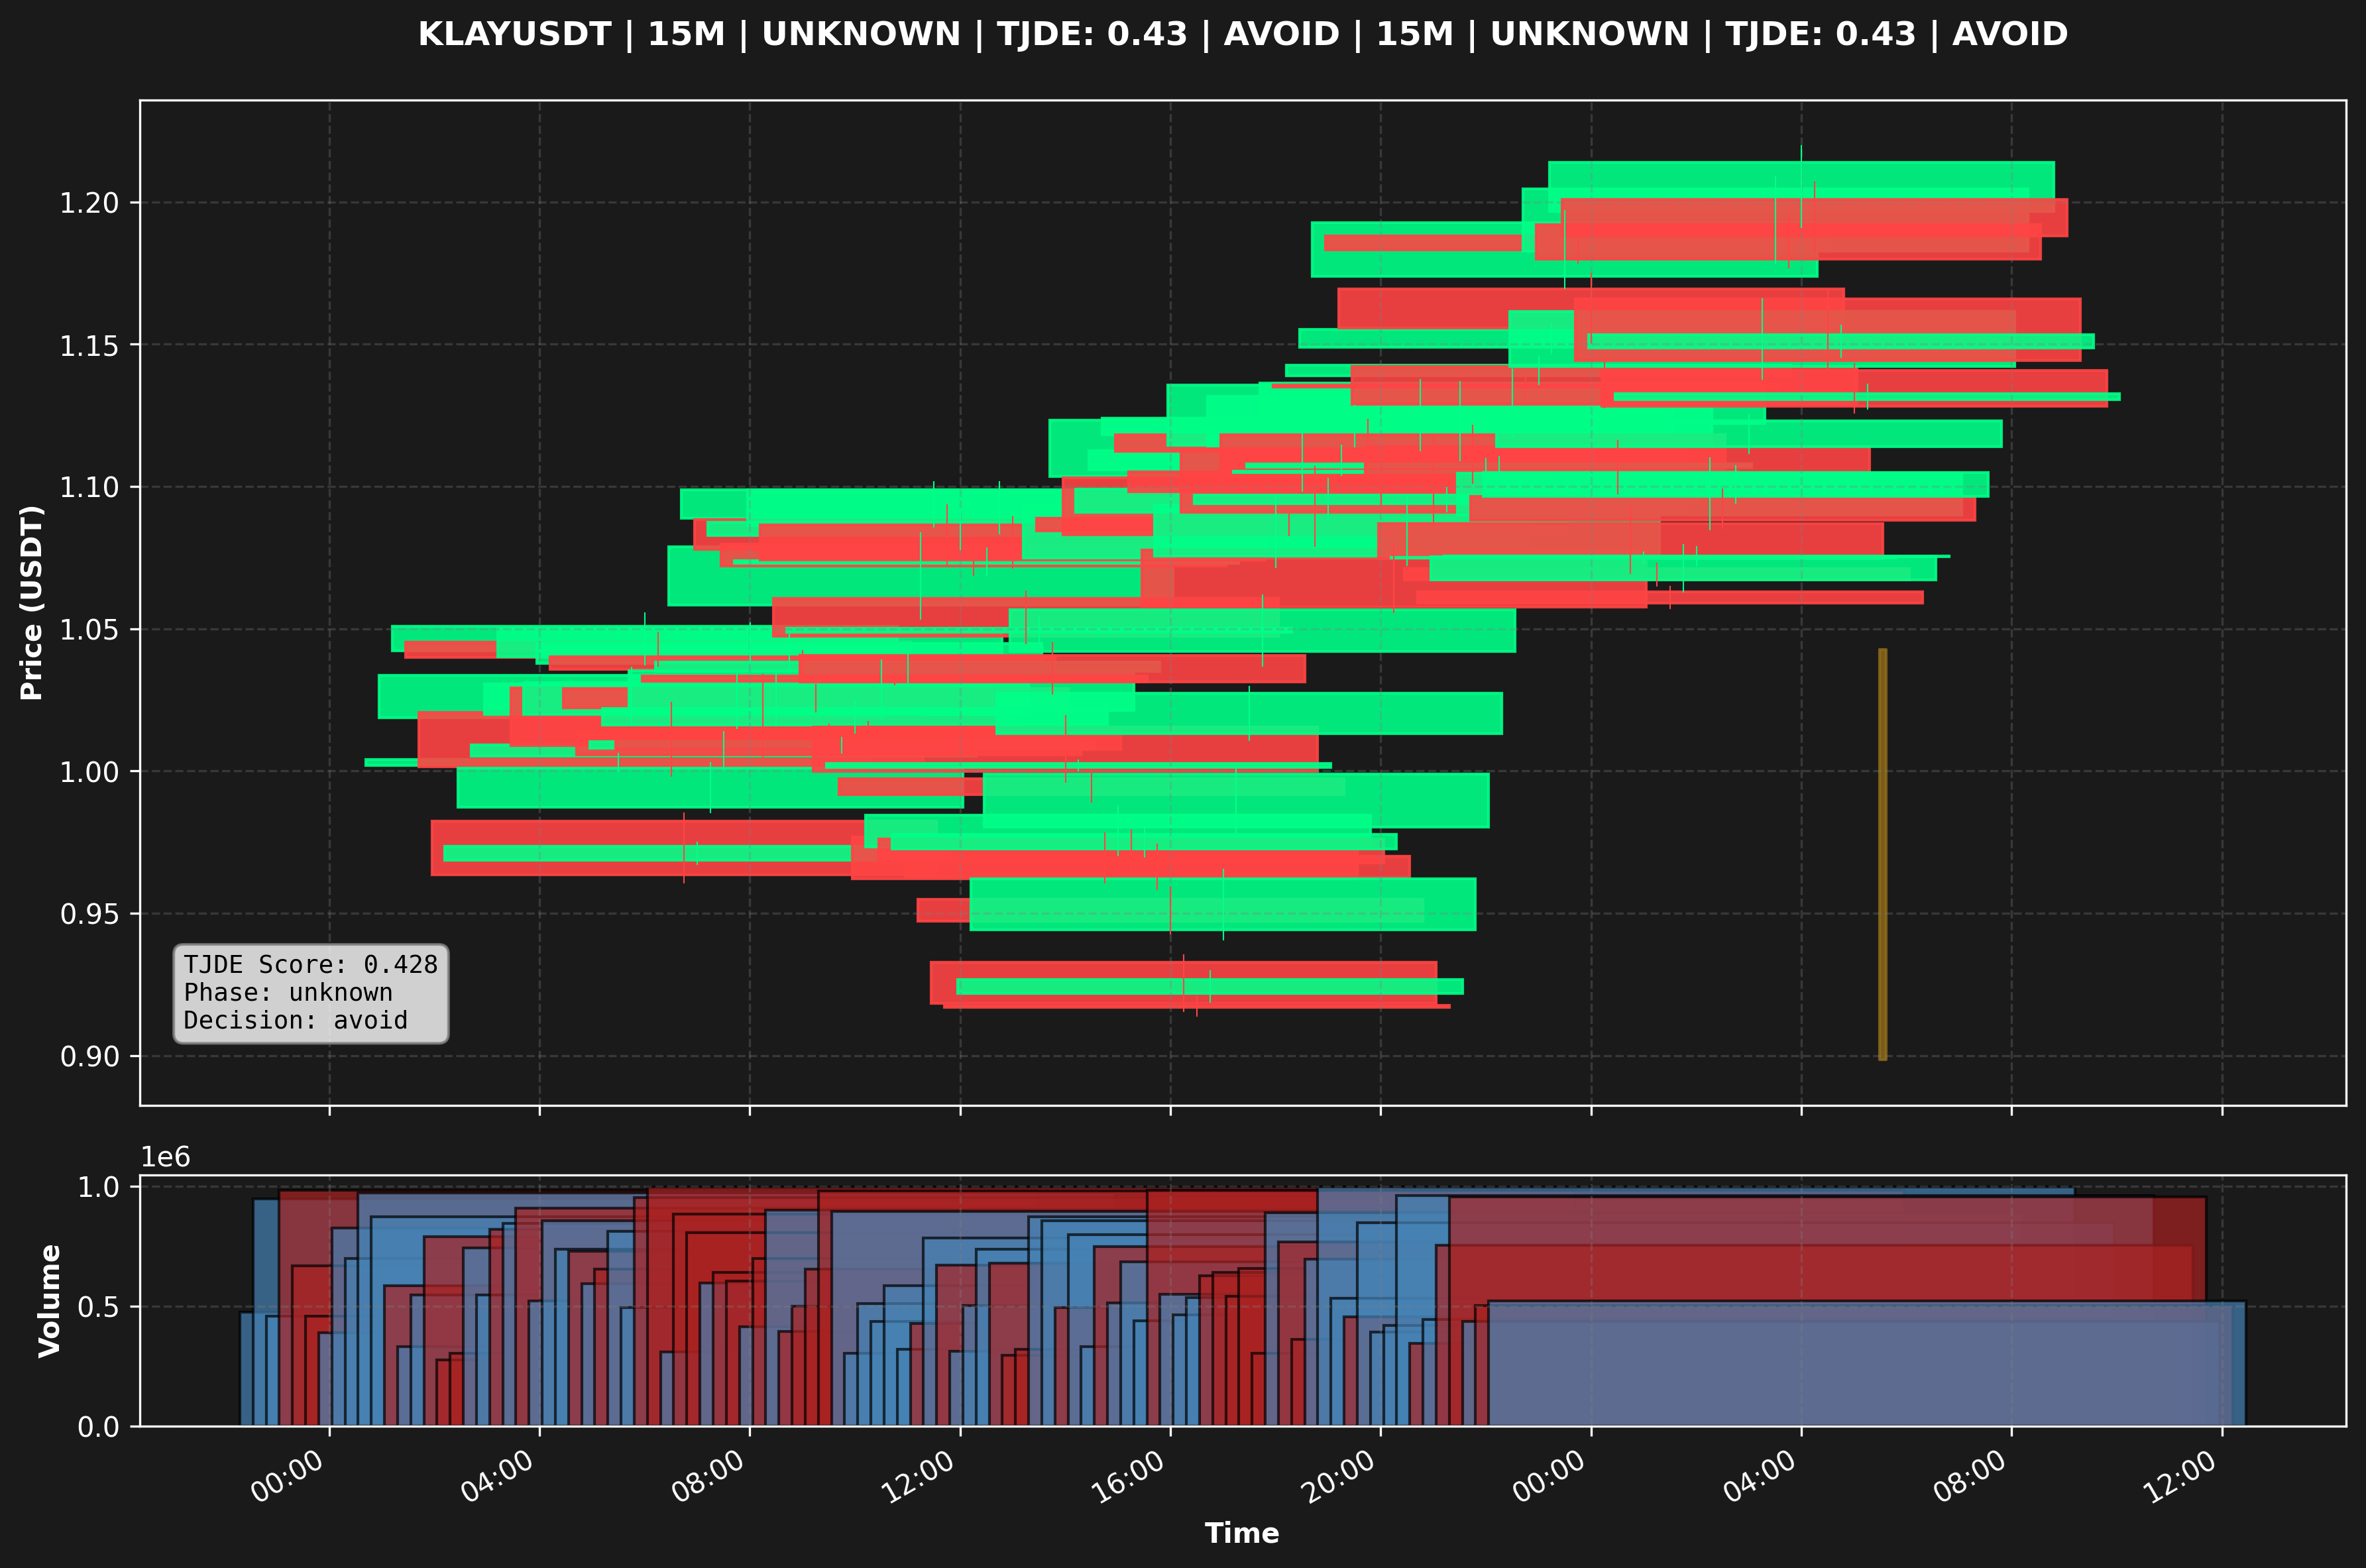 KLAYUSDT | 15M | UNKNOWN | TJDE: 0.43 | AVOID | 15M | UNKNOWN | TJDE: 0.43 | AVOID
Price (USDT)
1.20
1.15
1.10
1.05
1.00
0.95
0.90
TJDE Score: 0.428
Phase: unknown
Decision: avoid
1e6
Volume
1.0
0.5
0.0
00:00
04:00
08:00
12:00
16:00
20:00
00:00
04:00
08:00
12:00
Time